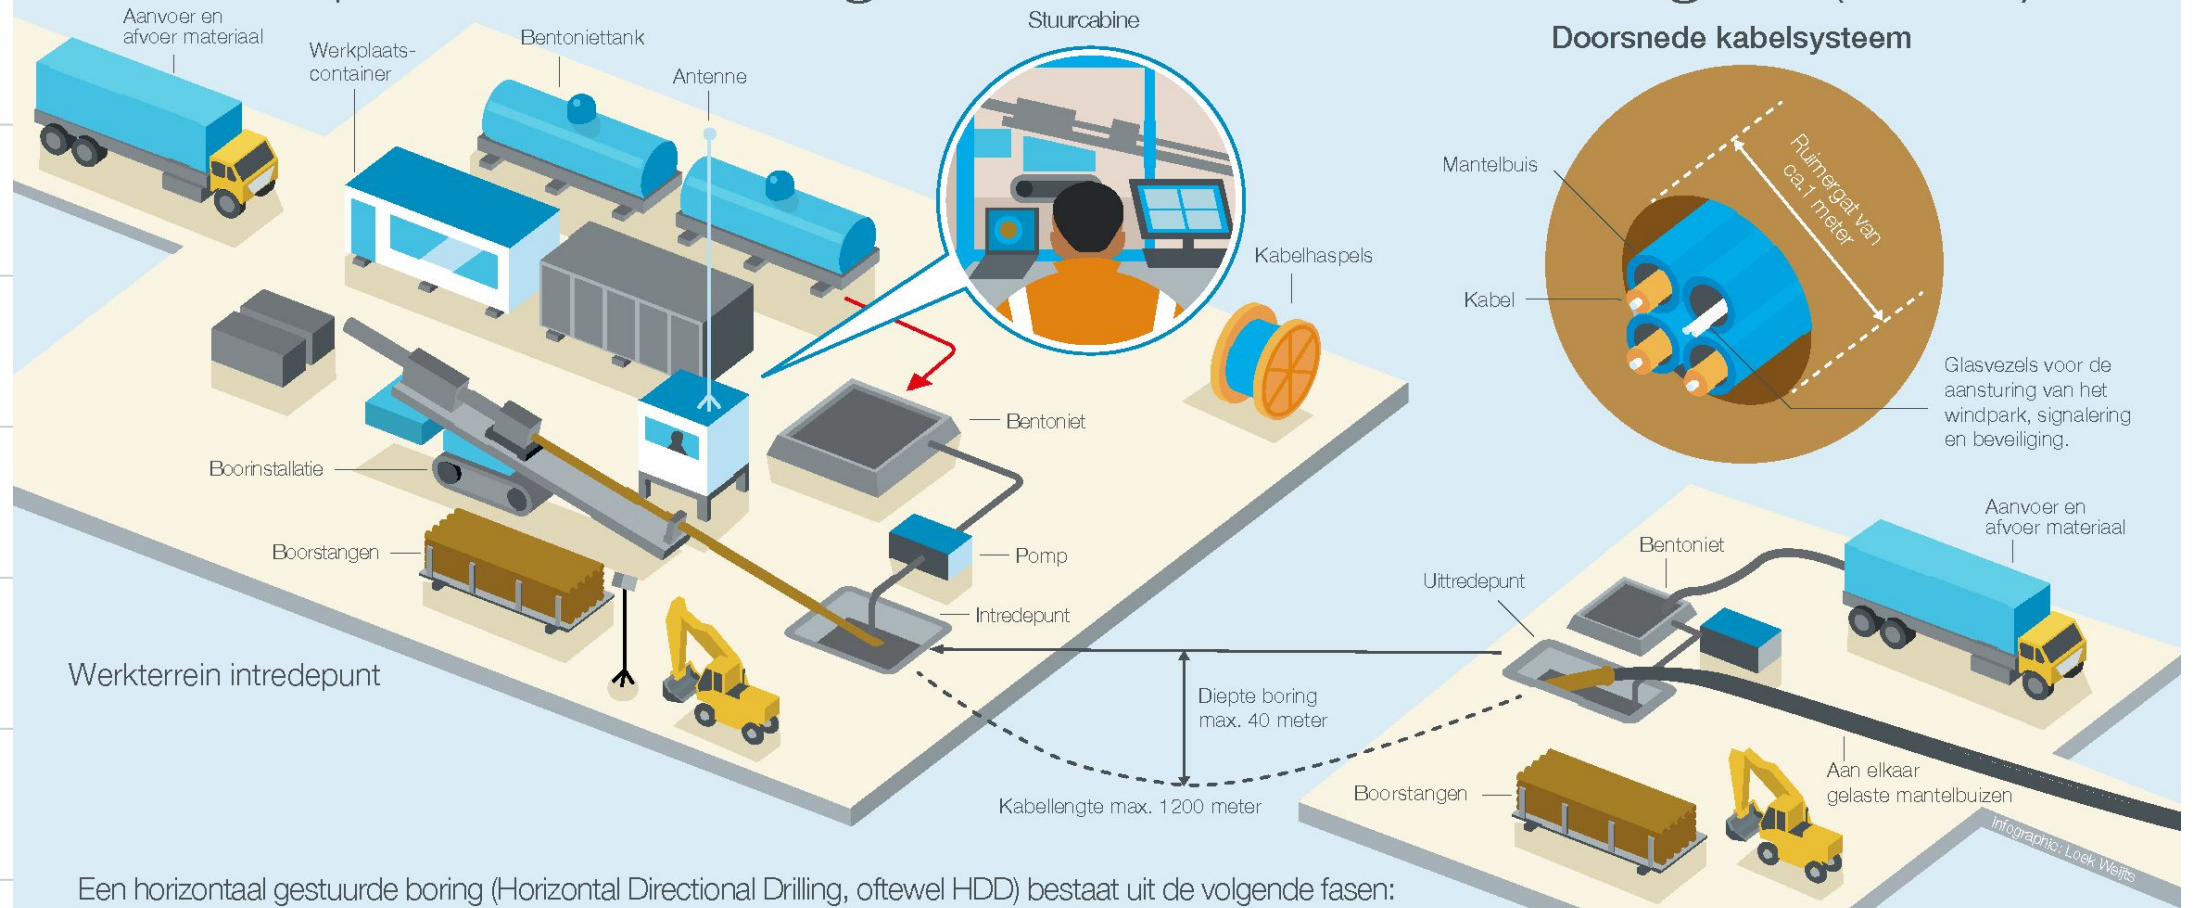 Aanvoer en
afvoer materiaal
Werkplaats-
container
Bentoniettank
Antenne
Stuurcabine
Doorsnede kabelsysteem
Mantelbuis
Ruimergat van
ca.1 meter
Kabel
Kabelhaspels
Glasvezels voor de
aansturing van het
windpark, signalering
en beveiliging.
Bentoniet
Boorinstallatie
Boorstangen
Pomp
Intredepunt
Werkterrein intredepunt
Aanvoer en
afvoer materiaal
Bentoniet
Uittredepunt
Diepte boring
max. 40 meter
Kabellengte max. 1200 meter
Boorstangen
Aan elkaar
gelaste mantelbuizen
infographic: Loek Weijts
Een horizontaal gestuurde boring (Horizontal Directional Drilling, oftewel HDD) bestaat uit de volgende fasen: